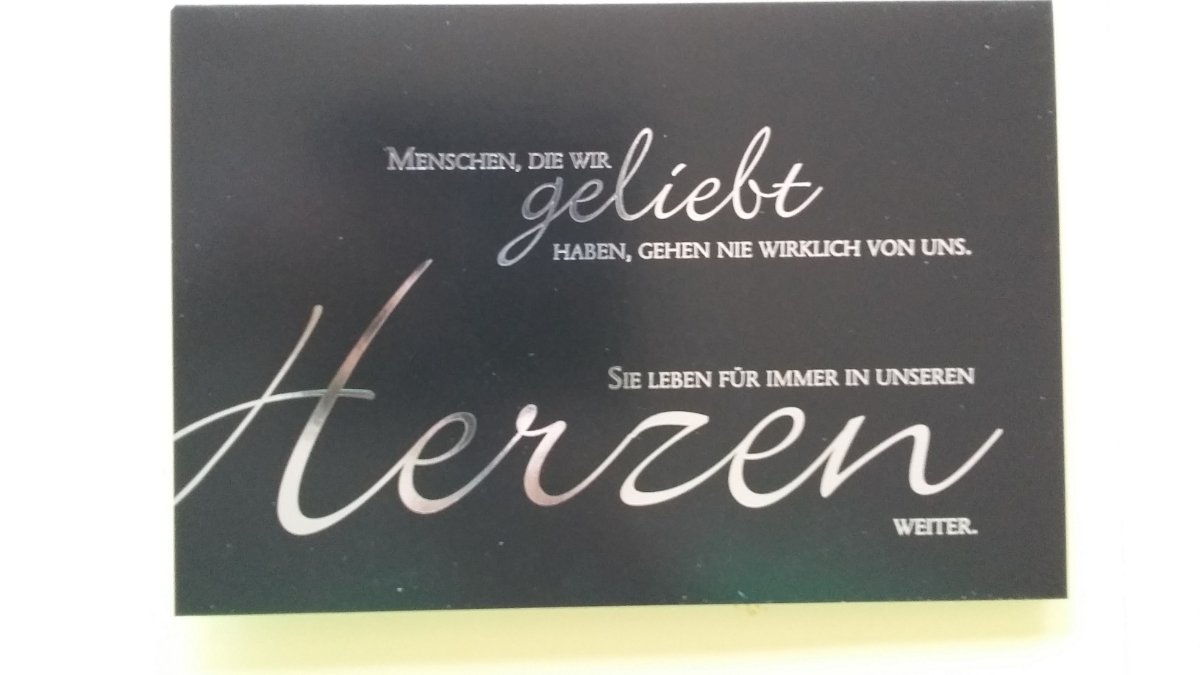 Menschen, die wir
geliebt
haben, gehen nie wirklich von uns.
Sie leben für immer in unseren
Herzen
weiter.